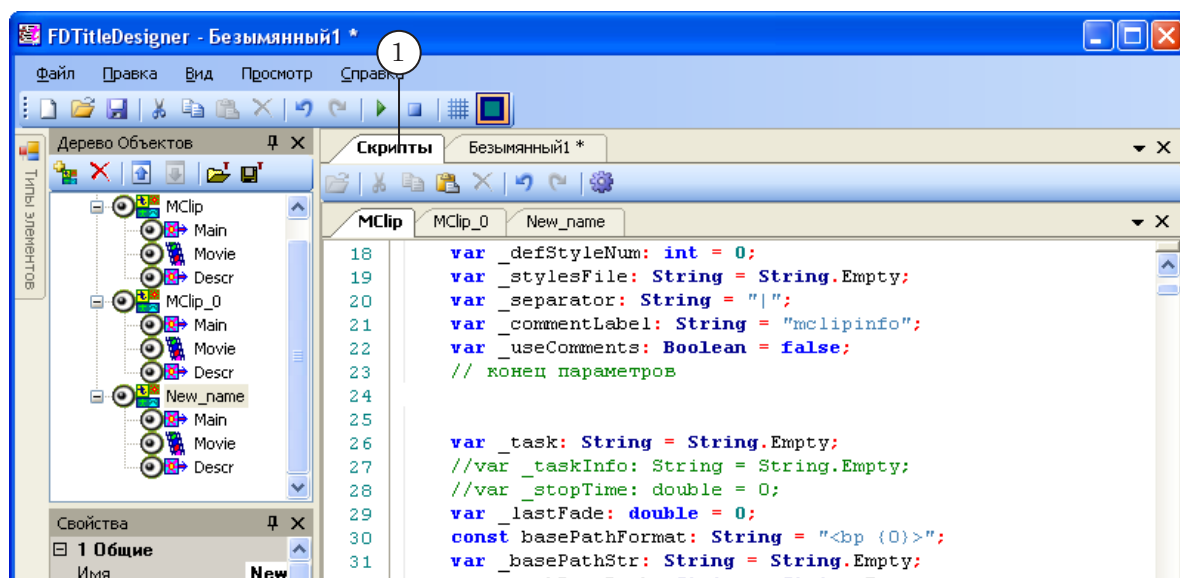 FDTitleDesigner - Безымянный1 *
1
Файл Правка Вид Просмотр Справка
Дерево Объектов
Скрипты Безымянный1 *
Типы элементов
MClip
Main
Movie
Descr
MClip_0
Main
Movie
Descr
New_name
Main
Movie
Descr
Свойства
1 Общие
Имя New
MClip MClip_0 New_name
18 var _defStyleNum: int = 0;
19 var _stylesFile: String = String.Empty;
20 var _separator: String = "|";
21 var _commentLabel: String = "mclipinfo";
22 var _useComments: Boolean = false;
23 // конец параметров
24
25
26 var _task: String = String.Empty;
27 //var _taskInfo: String = String.Empty;
28 //var _stopTime: double = 0;
29 var _lastFade: double = 0;
30 const basePathFormat: String = "<bp {0}>";
31 var _basePathStr: String = String.Empty;